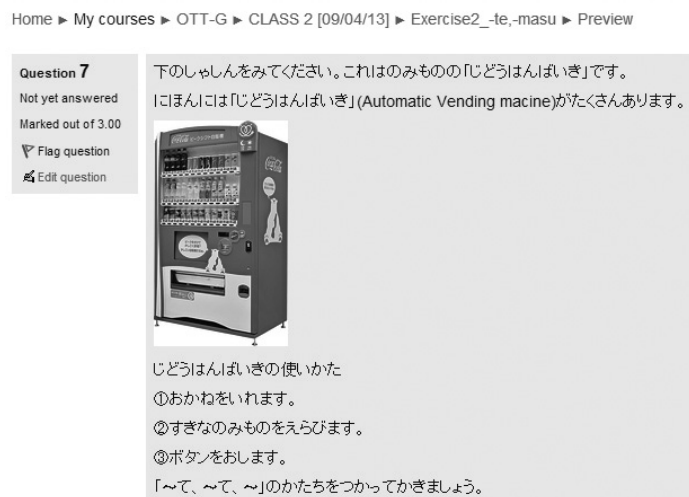 Home ► My courses ► OTT-G ► CLASS 2 [09/04/13] ► Exercise2_-te,-masu ► Preview
Question 7
Not yet answered
Marked out of 3.00
Flag question
Edit question
下のしゃしんをみてください。これはのみものの「じどうはんばいき」です。
にほんには「じどうはんばいき」(Automatic Vending macine)がたくさんあります。
じどうはんばいきの使いかた
①おかねをいれます。
②すきなのみものをえらびます。
③ボタンをおします。
「～て、～て、～」のかたちをつかってかきましょう。